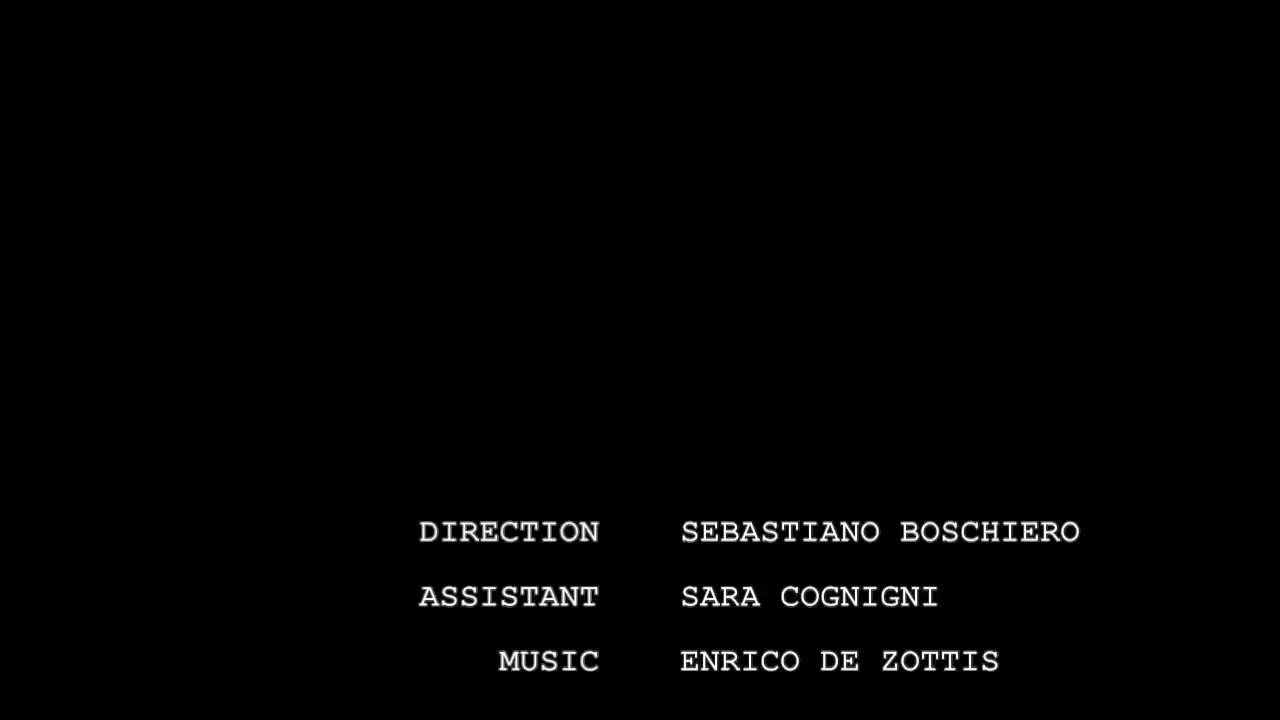 DIRECTION SEBASTIANO BOSCHIERO
ASSISTANT SARA COGNIGNI
MUSIC ENRICO DE ZOTTIS